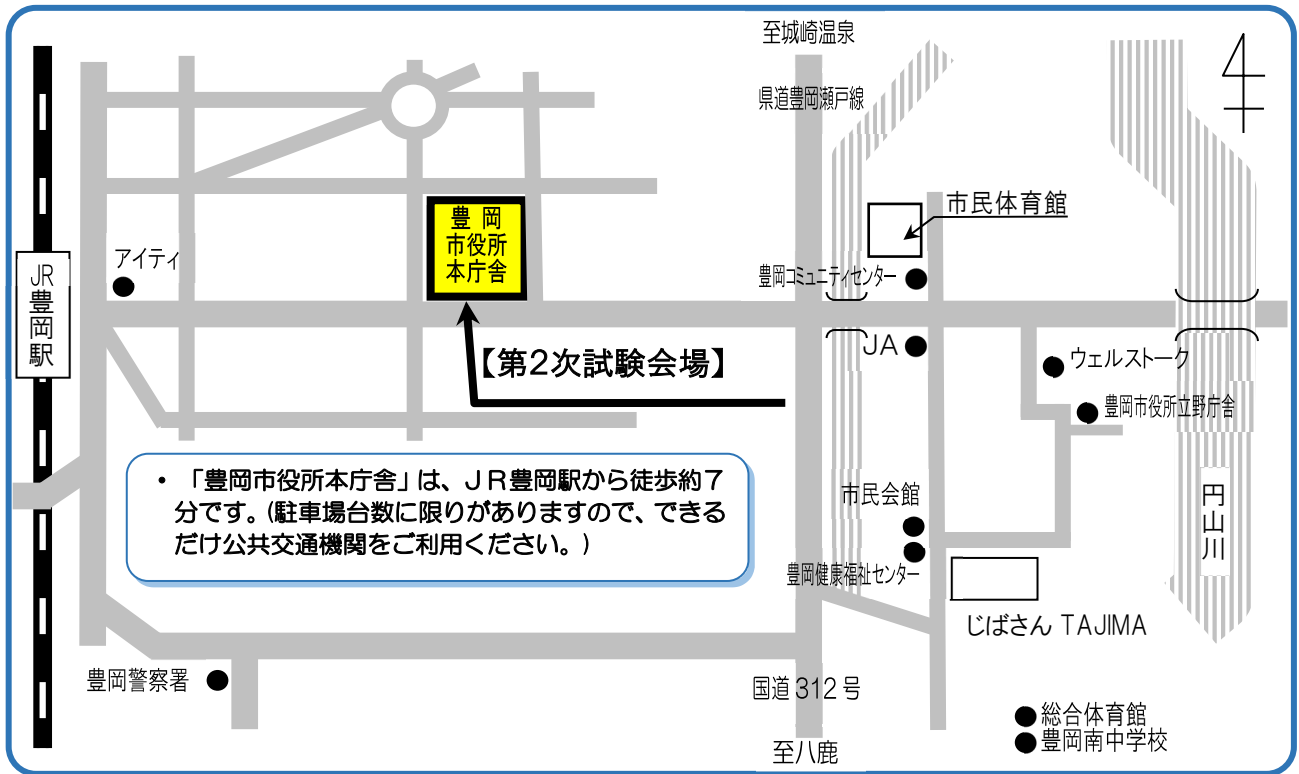 至城崎温泉
県道豊岡瀬戸線
市民体育館
豊 岡
市役所
本庁舎
アイティ
JR豊岡駅
豊岡コミュニティセンター
JA
【第2次試験会場】
ウェルストーク
豊岡市役所立野庁舎
・ 「豊岡市役所本庁舎」は、ＪＲ豊岡駅から徒歩約７
分です。(駐車場台数に限りがありますので、できる
だけ公共交通機関をご利用ください。)
市民会館
円山川
豊岡健康福祉センター
じばさん TAJIMA
豊岡警察署
国道 312 号
総合体育館
豊岡南中学校
至八鹿